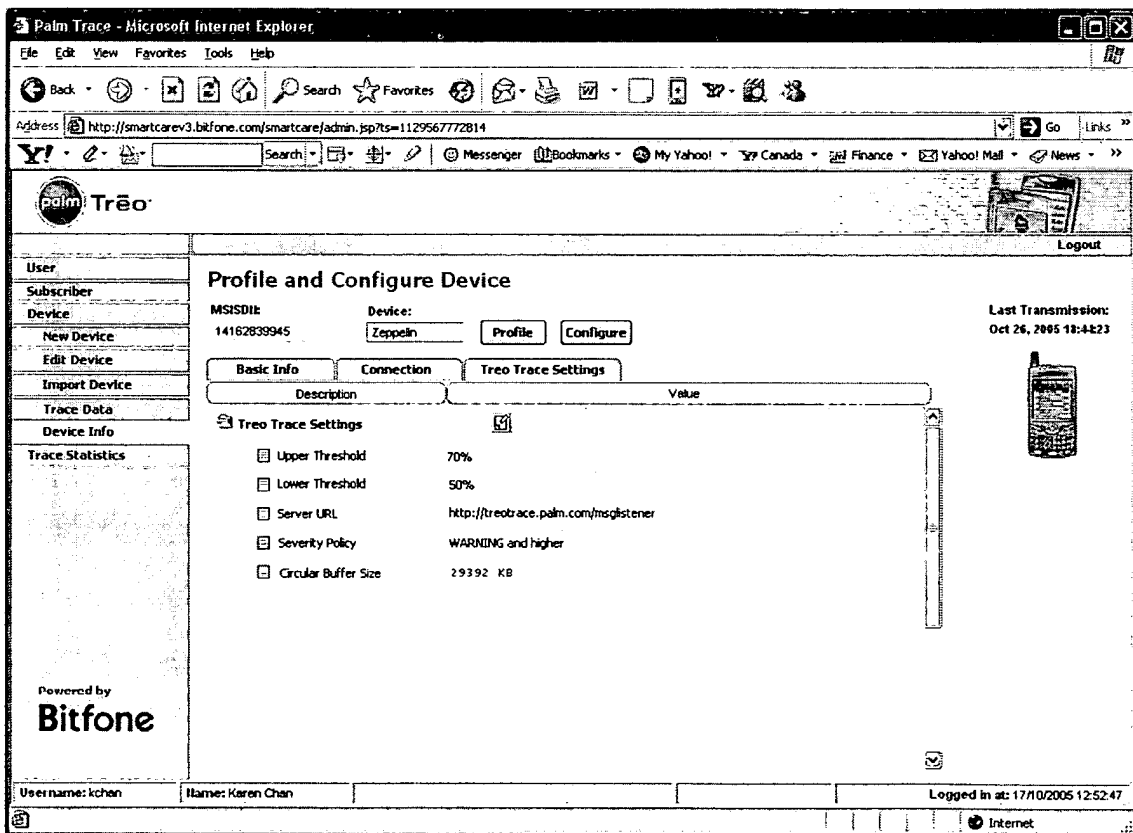 Palm Trace - Microsoft Internet Explorer
File Edit View Favorites Tools Help
Back Search Favorites
Address http://smartcarev3.bitfone.com/smartcare/admin.jsp?ts=1129567772814 Go Links »
Y! Search Messenger Bookmarks My Yahoo! Y? Canada Finance Yahoo! Mail News »
palm Trēo
Logout
User
Subscriber
Device
New Device
Edit Device
Import Device
Trace Data
Device Info
Trace Statistics
Profile and Configure Device
MSISDN: Device: Last Transmission:
14162839945 Zeppelin Profile Configure Oct 26, 2005 18:44:23
Basic Info Connection Treo Trace Settings
Description Value
Treo Trace Settings
Upper Threshold 70%
Lower Threshold 50%
Server URL http://treotrace.palm.com/msglistener
Severity Policy WARNING and higher
Circular Buffer Size 29392 KB
Powered by
Bitfone
Username: kchan Name: Karen Chan Logged in at: 17/10/2005 12:52:47
Internet